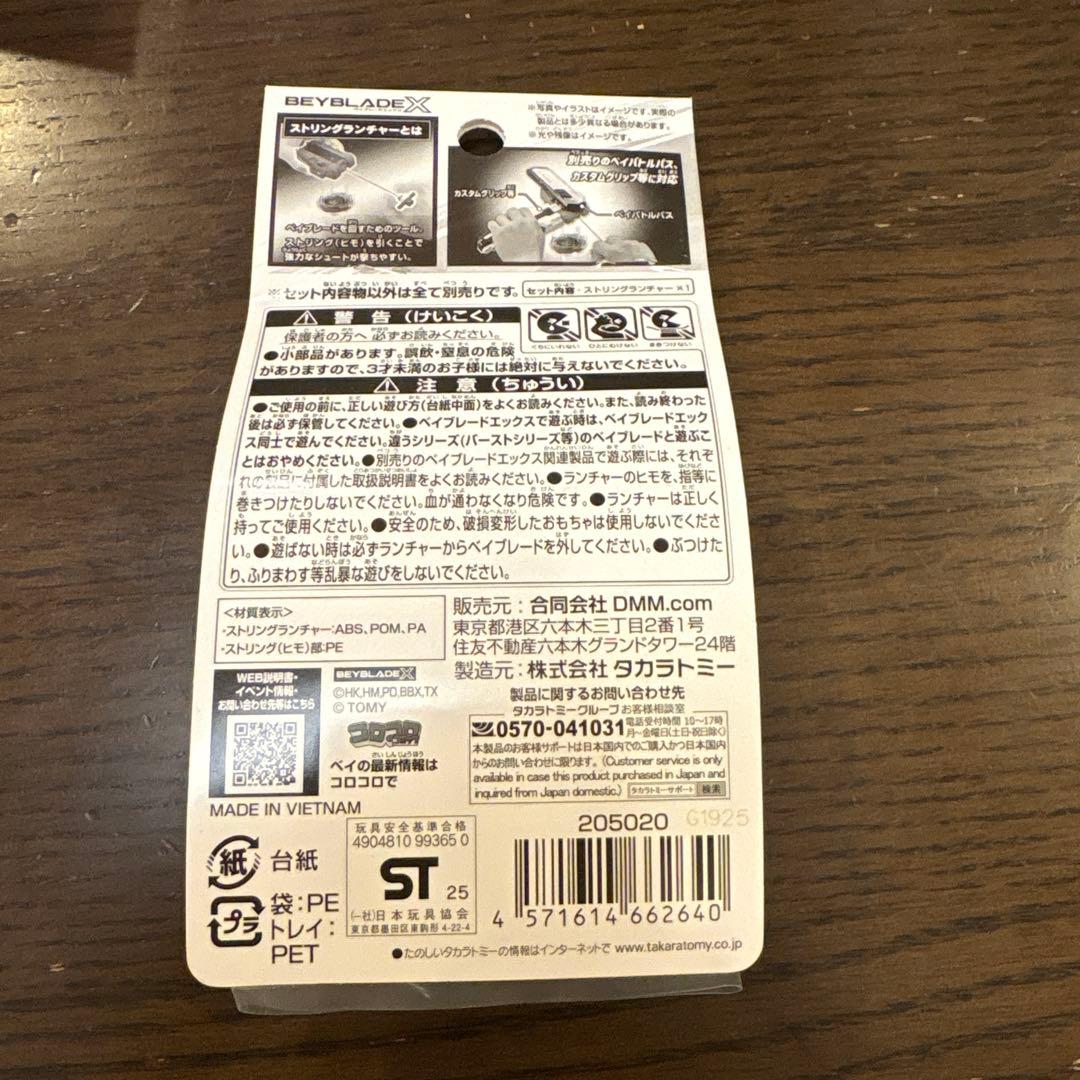 BEYBLADE X
ストリングランチャーとは
ベイブレードを回すためのツール。
ストリング(ヒモ)を引くことで
強力なシュートが撃ちやすい。
※写真やイラストはイメージです。実際の
製品とは多少異なる場合があります。
※光や残像はイメージです。
別売りのベイバトルパス、
カスタムグリップ等に対応
カスタムグリップ等
ベイバトルパス
※セット内容物以外は全て別売りです。
セット内容・ストリングランチャー×1
警告(けいこく)
保護者の方へ 必ずお読みください。
●小部品があります。誤飲・窒息の危険
がありますので、3才未満のお子様には絶対に与えないでください。
くちにいれない
ひとにむけない
まきつけない
注意(ちゅうい)
●ご使用の前に、正しい遊び方(台紙中面)をよくお読みください。また、読み終わった
後は必ず保管してください。●ベイブレードエックスで遊ぶ時は、ベイブレードエック
ス同士で遊んでください。違うシリーズ(バーストシリーズ等)のベイブレードと遊ぶこ
とはおやめください。●別売りのベイブレードエックス関連製品で遊ぶ際には、それぞ
れの製品に付属した取扱説明書をよくお読みください。●ランチャーのヒモを、指等に
巻きつけたりしないでください。血が通わなくなり危険です。●ランチャーは正しく
持ってご使用ください。●安全のため、破損変形したおもちゃは使用しないでくださ
い。●遊ばない時は必ずランチャーからベイブレードを外してください。●ぶつけた
り、ふりまわす等乱暴な遊びをしないでください。
<材質表示>
・ストリングランチャー:ABS、POM、PA
・ストリング(ヒモ)部:PE
販売元:合同会社 DMM.com
東京都港区六本木三丁目2番1号
住友不動産六本木グランドタワー24階
製造元:株式会社 タカラトミー
WEB説明書・
イベント情報・
お問い合わせ先等はこちら
BEYBLADE X
©HK,HM,PD,BBX,TX
© TOMY
コロコロ
ベイの最新情報は
コロコロで
製品に関するお問い合わせ先
タカラトミーグループお客様相談室
0570-041031
電話受付時間 10〜17時
月〜金曜日(土日・祝日除く)
本製品のお客様サポートは日本国内でのご購入かつ日本国内
からのお問い合わせに限ります。(Customer service is only
available in case this product purchased in Japan and
inquired from Japan domestic.)
タカラトミーサポート 検索
MADE IN VIETNAM
紙 台紙
プラ 袋:PE
トレイ:
PET
玩具安全基準合格
4904810 99365 0
ST 25
(一社)日本玩具協会
東京都墨田区東駒形 4-22-4
205020
G1925
4 571614 662640
●たのしいタカラトミーの情報はインターネットで www.takaratomy.co.jp